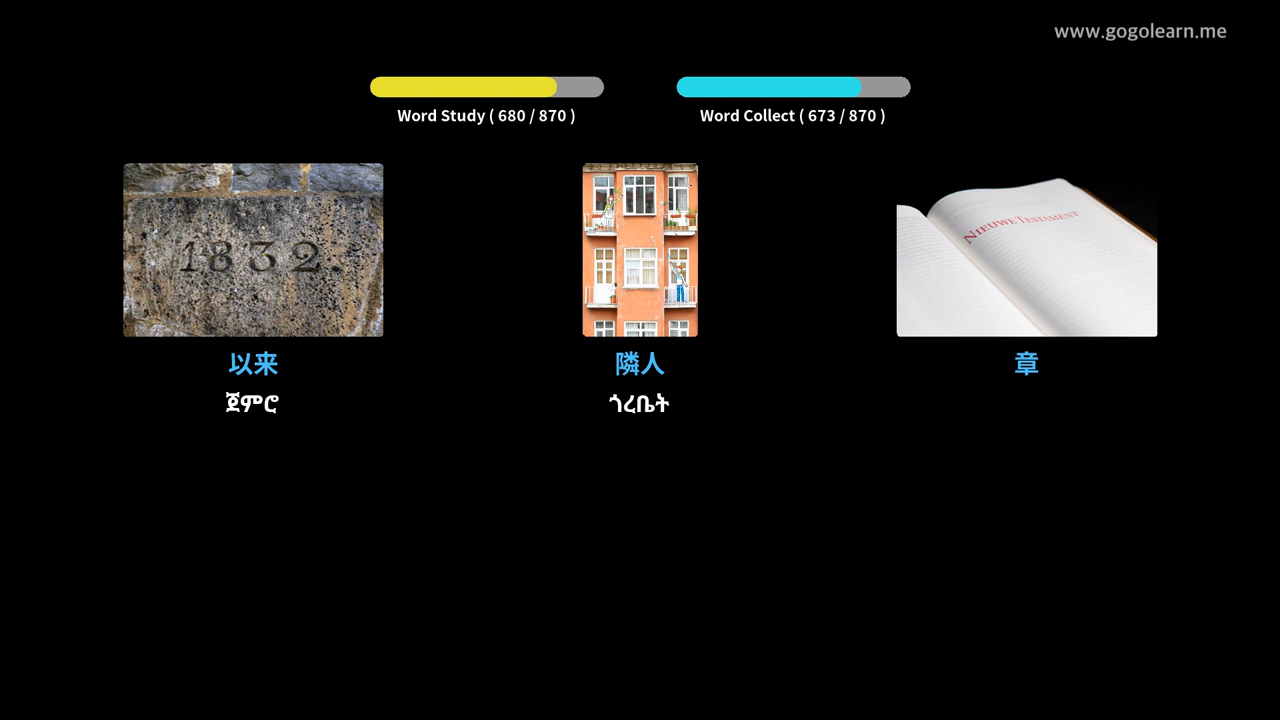 www.gogolearn.me
Word Study ( 680 / 870 )
Word Collect ( 673 / 870 )
1832.
NIEUWE TESTAMENT
以来
隣人
章
ጀምሮ
ጎረቤት